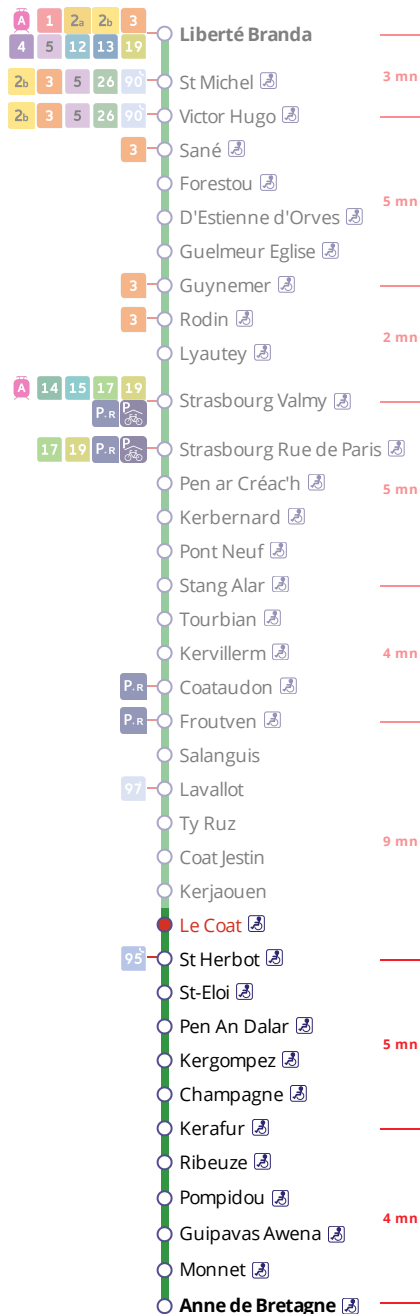 A 1 2a 2b 3
4 5 12 13 19 Liberté Branda
3 mn
2b 3 5 26 90 St Michel
2b 3 5 26 90 Victor Hugo
3 Sané
Forestou
D'Estienne d'Orves
5 mn
Guelmeur Eglise
3 Guynemer
3 Rodin
2 mn
Lyautey
A 14 15 17 19
P+R P Strasbourg Valmy
17 19 P+R P Strasbourg Rue de Paris
Pen ar Créac'h
5 mn
Kerbernard
Pont Neuf
Stang Alar
Tourbian
Kervillerm
4 mn
P+R Coataudon
P+R Froutven
Salanguis
97 Lavallot
Ty Ruz
9 mn
Coat Jestin
Kerjaouen
Le Coat
95 St Herbot
St-Eloi
Pen An Dalar
5 mn
Kergompez
Champagne
Kerafur
Ribeuze
Pompidou
4 mn
Guipavas Awena
Monnet
Anne de Bretagne